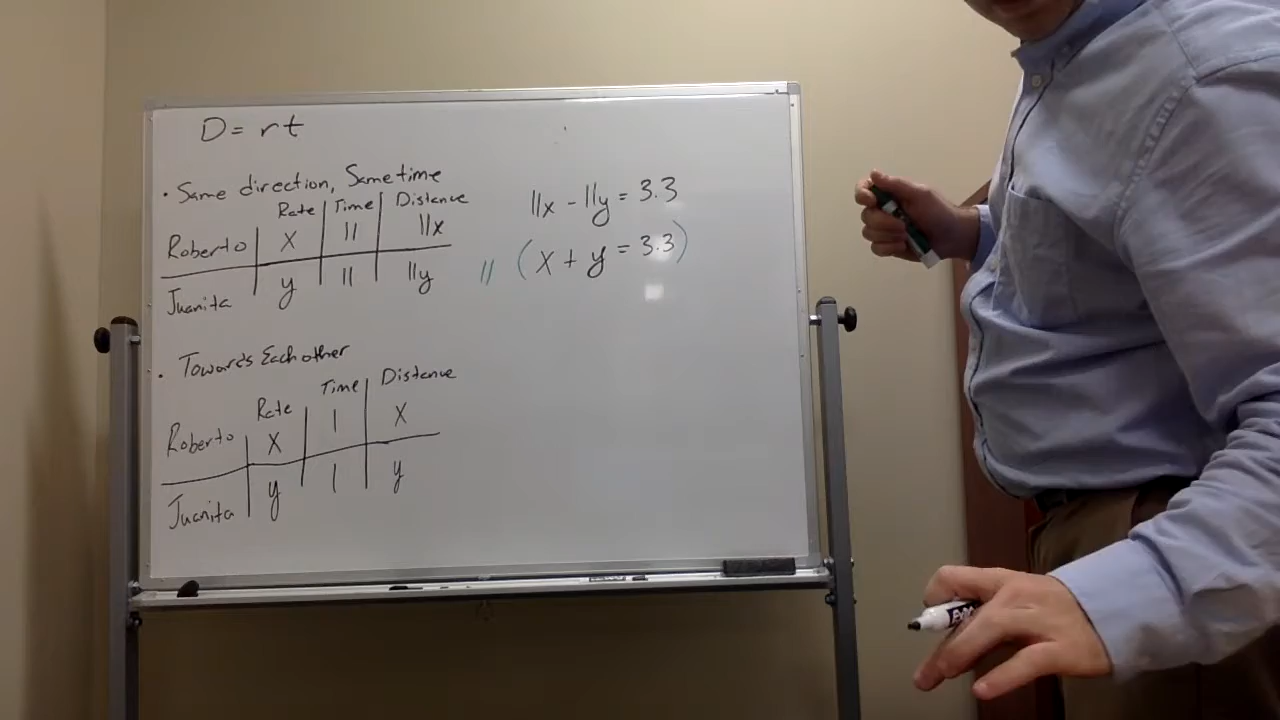 D = rt
• Same direction, Same time
Rate Time Distance
Roberto x 11 11x
Juanita y 11 11y
11x - 11y = 3.3
11 (x + y = 3.3)
• Towards Each other
Rate Time Distance
Roberto x 1 x
Juanita y 1 y
EXPO